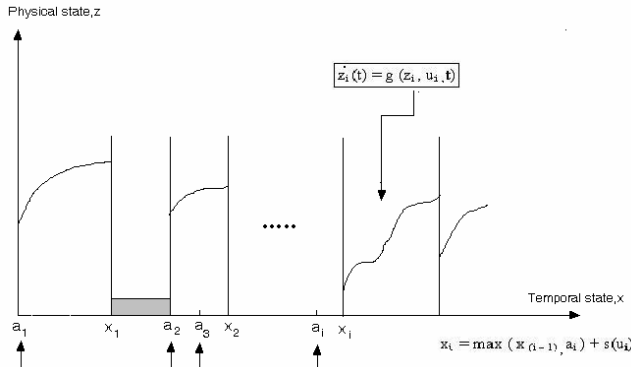 Physical state,z
żᵢ(t) = g (zᵢ, uᵢ, t)
.....
Temporal state,x
a₁ x₁ a₂ a₃ x₂ aᵢ xᵢ
xᵢ = max (x₍ᵢ₋₁₎, aᵢ) + s(uᵢ)